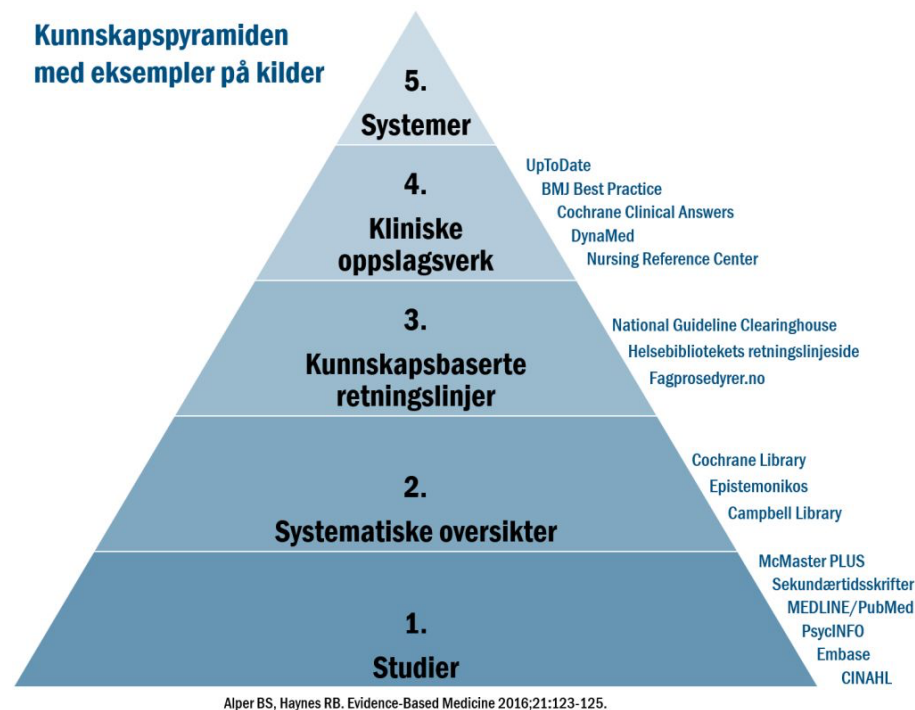 Kunnskapspyramiden
med eksempler på kilder
5.
Systemer
4.
Kliniske
oppslagsverk
UpToDate
BMJ Best Practice
Cochrane Clinical Answers
DynaMed
Nursing Reference Center
3.
Kunnskapsbaserte
retningslinjer
National Guideline Clearinghouse
Helsebibliotekets retningslinjeside
Fagprosedyrer.no
2.
Systematiske oversikter
Cochrane Library
Epistemonikos
Campbell Library
1.
Studier
McMaster PLUS
Sekundærtidsskrifter
MEDLINE/PubMed
PsycINFO
Embase
CINAHL
Alper BS, Haynes RB. Evidence-Based Medicine 2016;21:123-125.